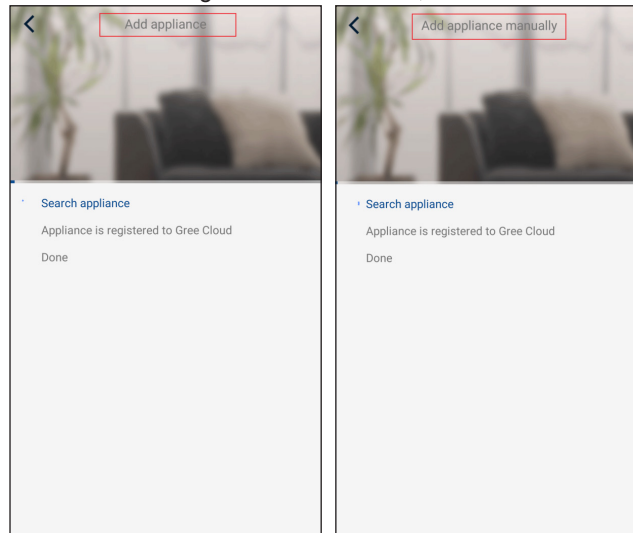 Add appliance
Search appliance
Appliance is registered to Gree Cloud
Done
Add appliance manually
Search appliance
Appliance is registered to Gree Cloud
Done